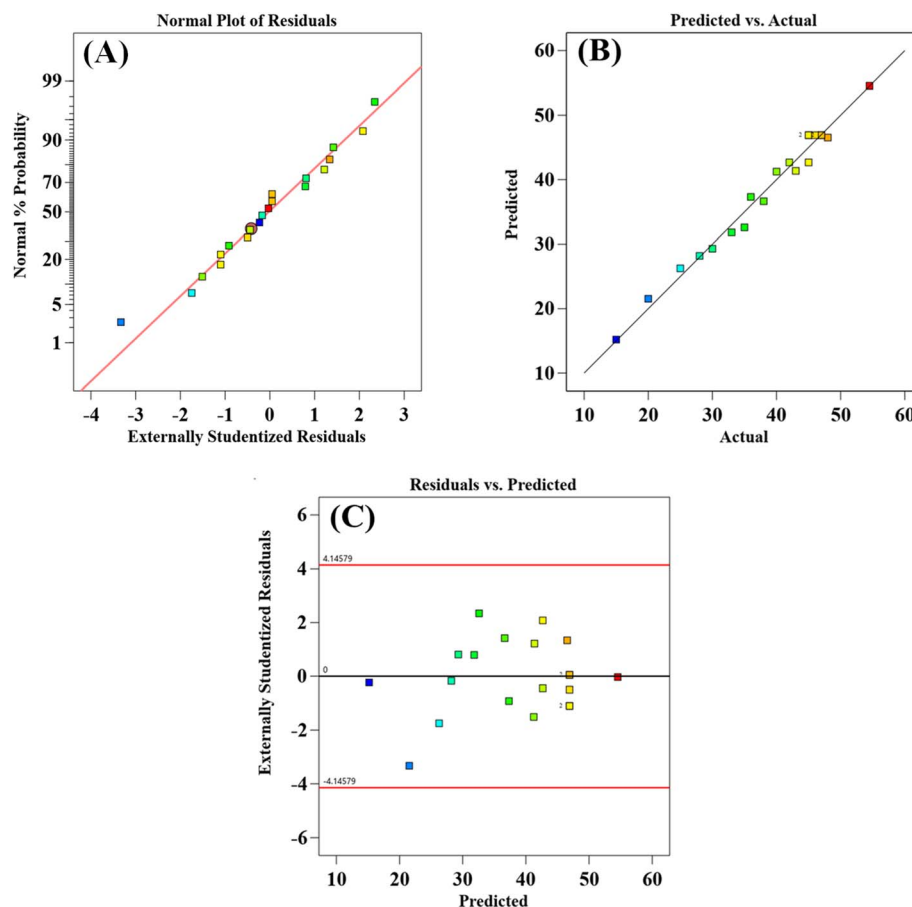 Normal Plot of Residuals
(A)
Normal % Probability
99
90
70
50
20
5
1
-4 -3 -2 -1 0 1 2 3
Externally Studentized Residuals
Predicted vs. Actual
(B)
Predicted
60
50
40
30
20
10
2
10 20 30 40 50 60
Actual
Residuals vs. Predicted
(C)
Externally Studentized Residuals
6
4
2
0
-2
-4
-6
4.14579
0
-4.14579
2
10 20 30 40 50 60
Predicted